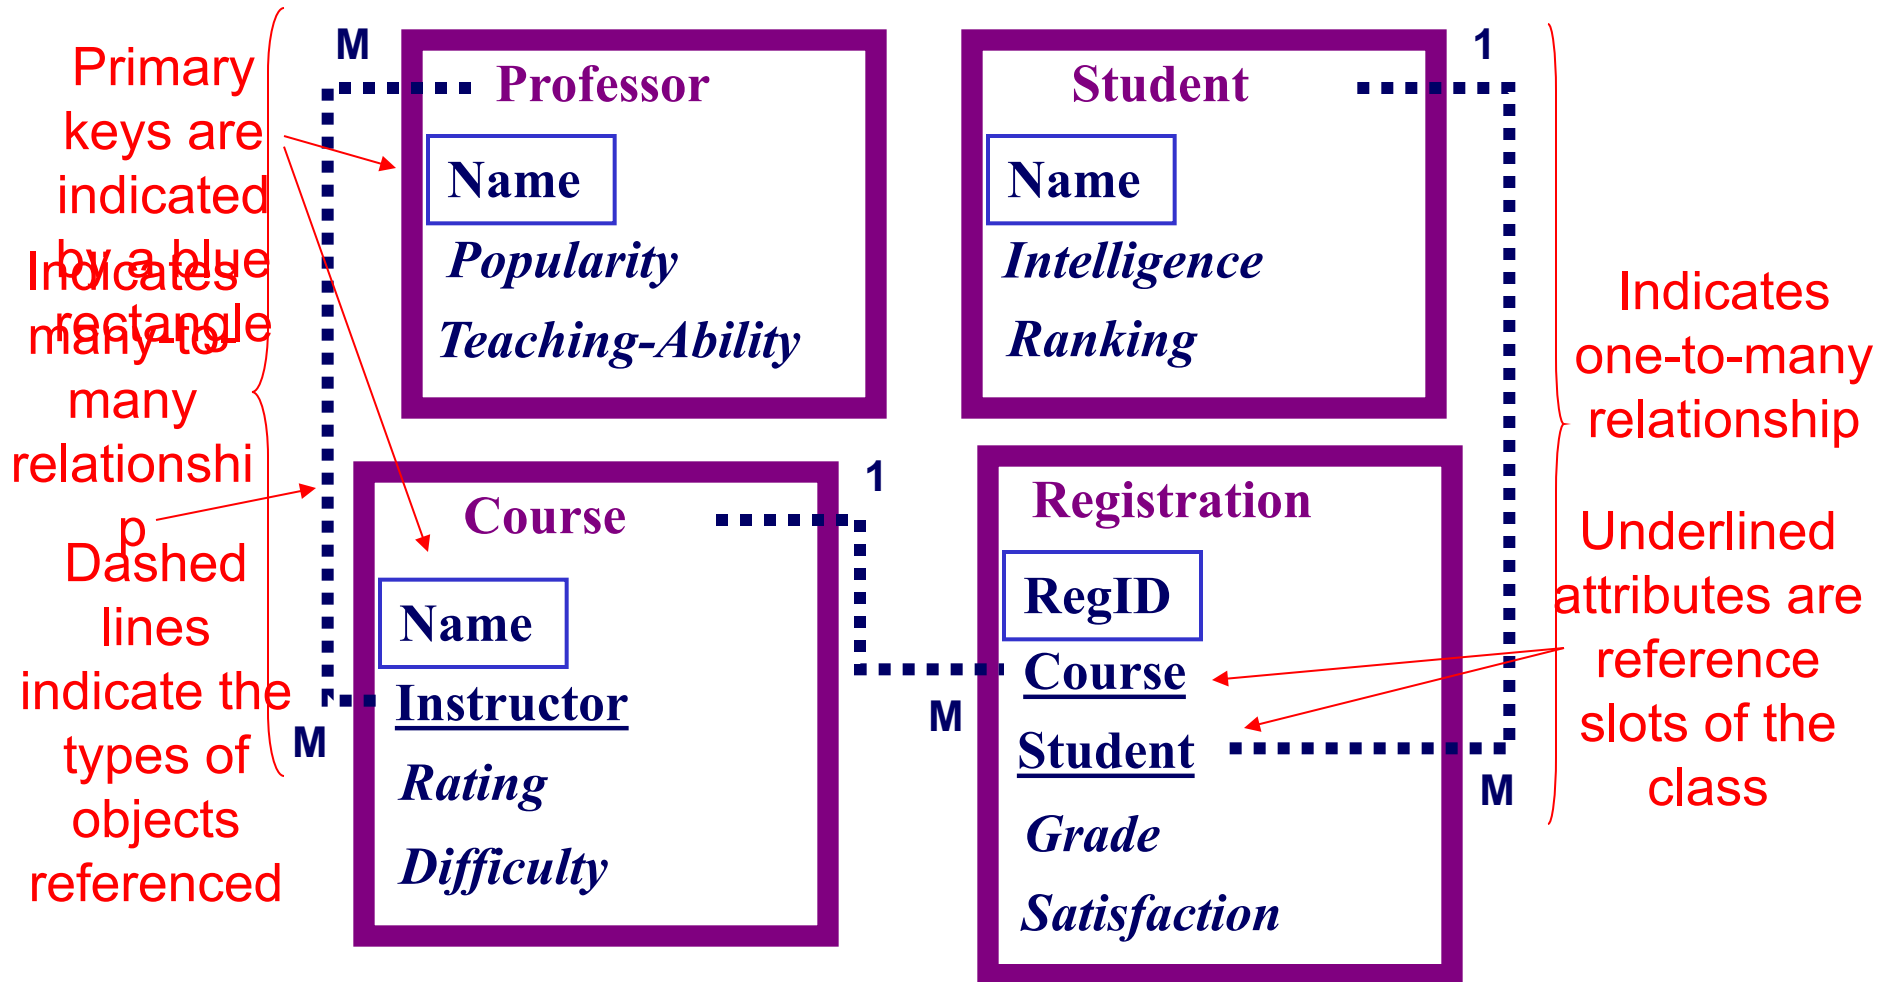 Primary
keys are
indicated
by a blue
rectangle
Indicates
many-to-
many
relationshi
p
Dashed
lines
indicate the
types of
objects
referenced
M
Professor
Name
Popularity
Teaching-Ability
M
1
Student
Name
Intelligence
Ranking
M
Course
1
Name
Instructor
Rating
Difficulty
M
Registration
RegID
Course
Student
Grade
Satisfaction
Indicates
one-to-many
relationship
Underlined
attributes are
reference
slots of the
class